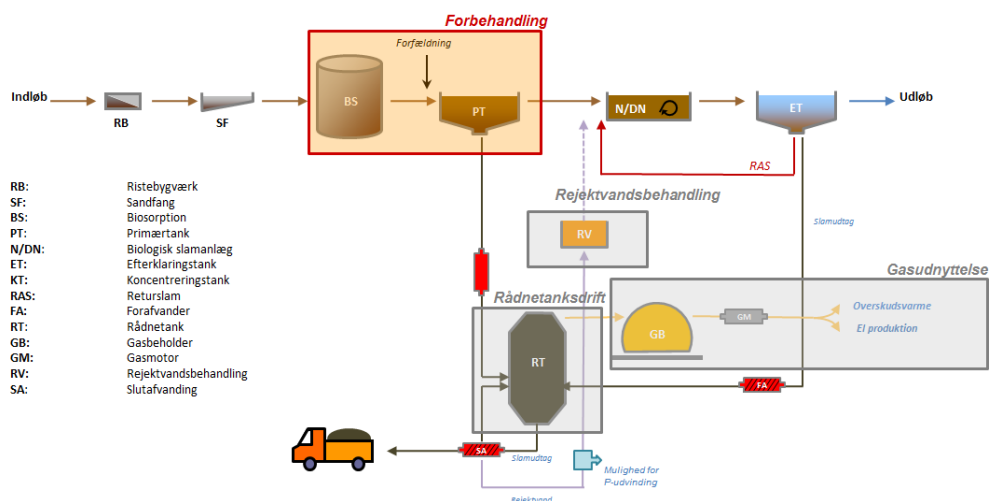 Forbehandling
Forfældning
Indløb
RB
SF
BS
PT
N/DN
ET
Udløb
RAS
RB: Ristebygværk
SF: Sandfang
BS: Biosorption
PT: Primærtank
N/DN: Biologisk slamanlæg
ET: Efterklaringstank
KT: Koncentreringstank
RAS: Returslam
FA: Forafvander
RT: Rådnetank
GB: Gasbeholder
GM: Gasmotor
RV: Rejektvandsbehandling
SA: Slutafvanding
Rejektvandsbehandling
RV
Slamudtag
Gasudnyttelse
Rådnetanksdrift
RT
GB
GM
Overskudsvarme
El produktion
FA
SA
Slamudtag
Mulighed for
P-udvinding
Rejektvand